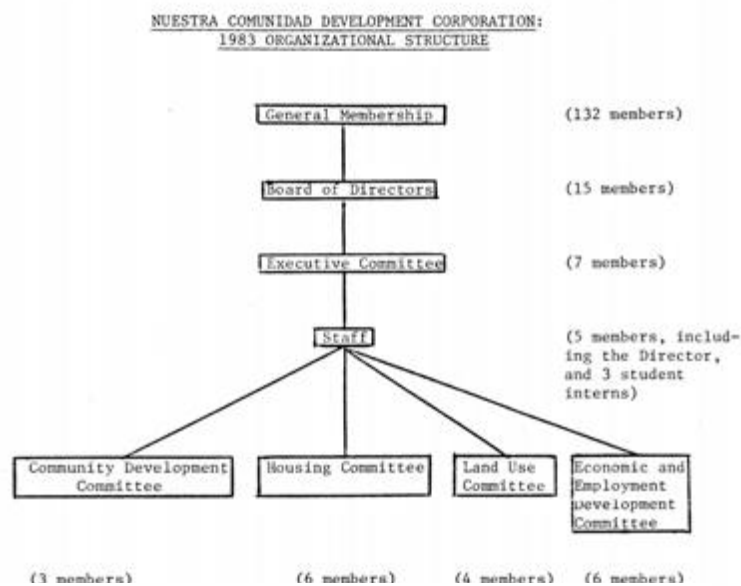 NUESTRA COMUNIDAD DEVELOPMENT CORPORATION:
1983 ORGANIZATIONAL STRUCTURE
General Membership
(132 members)
Board of Directors
(15 members)
Executive Committee
(7 members)
Staff
(5 members, includ-
ing the Director,
and 3 student
interns)
Community Development
Committee
Housing Committee
Land Use
Committee
Economic and
Employment
Development
Committee
(3 members)
(6 members)
(4 members)
(6 members)